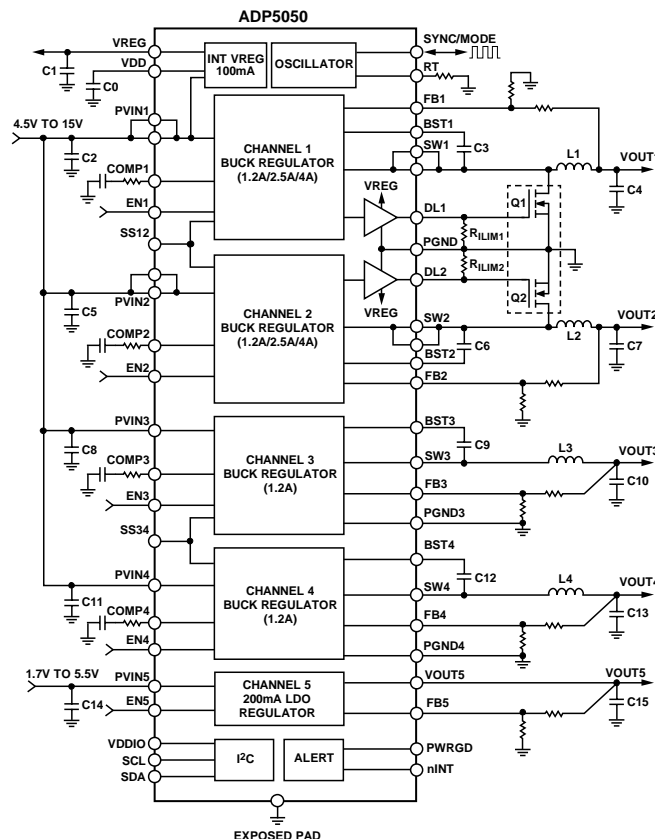 ADP5050
VREG
C1
VDD
C0
INT VREG
100mA
OSCILLATOR
SYNC/MODE
RT
4.5V TO 15V
PVIN1
C2
COMP1
EN1
CHANNEL 1
BUCK REGULATOR
(1.2A/2.5A/4A)
FB1
BST1
C3
SW1
L1
VOUT1
C4
VREG
DL1
Q1
RILIM1
PGND
RILIM2
DL2
Q2
VREG
SS12
PVIN2
C5
COMP2
EN2
CHANNEL 2
BUCK REGULATOR
(1.2A/2.5A/4A)
SW2
L2
VOUT2
C6
C7
BST2
FB2
PVIN3
C8
COMP3
EN3
CHANNEL 3
BUCK REGULATOR
(1.2A)
BST3
C9
SW3
L3
VOUT3
C10
FB3
PGND3
SS34
PVIN4
C11
COMP4
EN4
CHANNEL 4
BUCK REGULATOR
(1.2A)
BST4
C12
SW4
L4
VOUT4
C13
FB4
PGND4
1.7V TO 5.5V
PVIN5
C14
EN5
CHANNEL 5
200mA LDO
REGULATOR
VOUT5
VOUT5
C15
FB5
VDDIO
SCL
SDA
I2C
ALERT
PWRGD
nINT
EXPOSED PAD